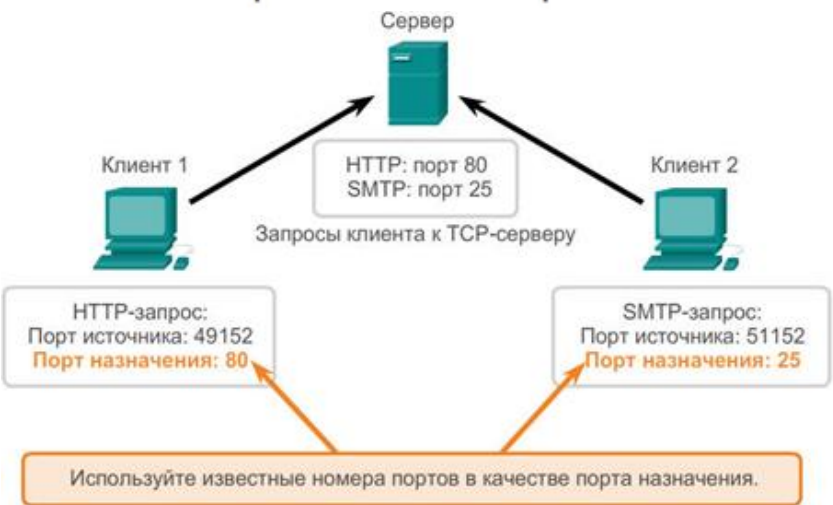 Сервер
Клиент 1
HTTP: порт 80
SMTP: порт 25
Клиент 2
Запросы клиента к TCP-серверу
HTTP-запрос:
Порт источника: 49152
Порт назначения: 80
SMTP-запрос:
Порт источника: 51152
Порт назначения: 25
Используйте известные номера портов в качестве порта назначения.